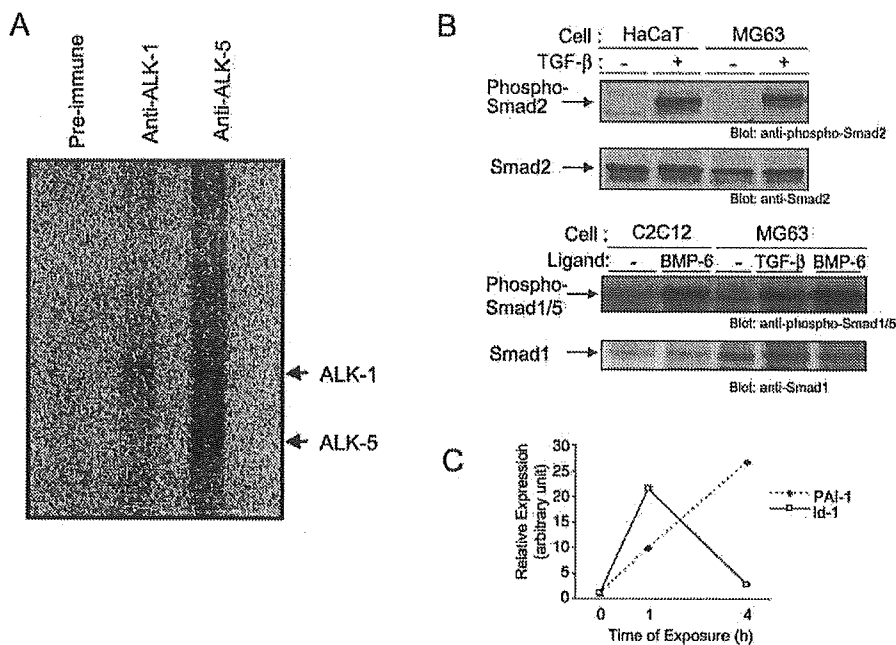 A
Pre-immune
Anti-ALK-1
Anti-ALK-5
ALK-1
ALK-5
B
Cell : HaCaT MG63
TGF-β : - + - +
Phospho-
Smad2
Blot: anti-phospho-Smad2
Smad2
Blot: anti-Smad2
Cell : C2C12 MG63
Ligand: - BMP-6 - TGF-β BMP-6
Phospho-
Smad1/5
Blot: anti-phospho-Smad1/5
Smad1
Blot: anti-Smad1
C
Relative Expression
(arbitrary unit)
30
25
20
15
10
5
0
0 1 4
Time of Exposure (h)
PAI-1
Id-1